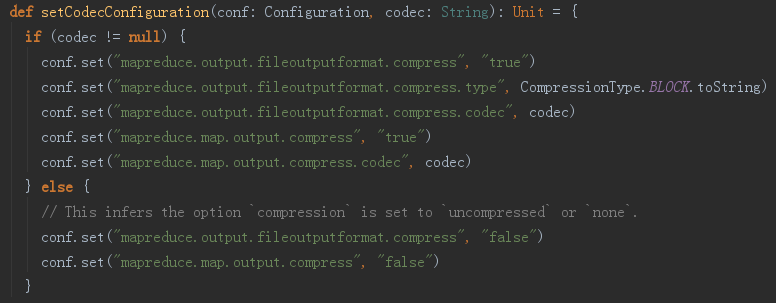 def setCodecConfiguration(conf: Configuration, codec: String): Unit = {
  if (codec != null) {
    conf.set("mapreduce.output.fileoutputformat.compress", "true")
    conf.set("mapreduce.output.fileoutputformat.compress.type", CompressionType.BLOCK.toString)
    conf.set("mapreduce.output.fileoutputformat.compress.codec", codec)
    conf.set("mapreduce.map.output.compress", "true")
    conf.set("mapreduce.map.output.compress.codec", codec)
  } else {
    // This infers the option `compression` is set to `uncompressed` or `none`.
    conf.set("mapreduce.output.fileoutputformat.compress", "false")
    conf.set("mapreduce.map.output.compress", "false")
  }